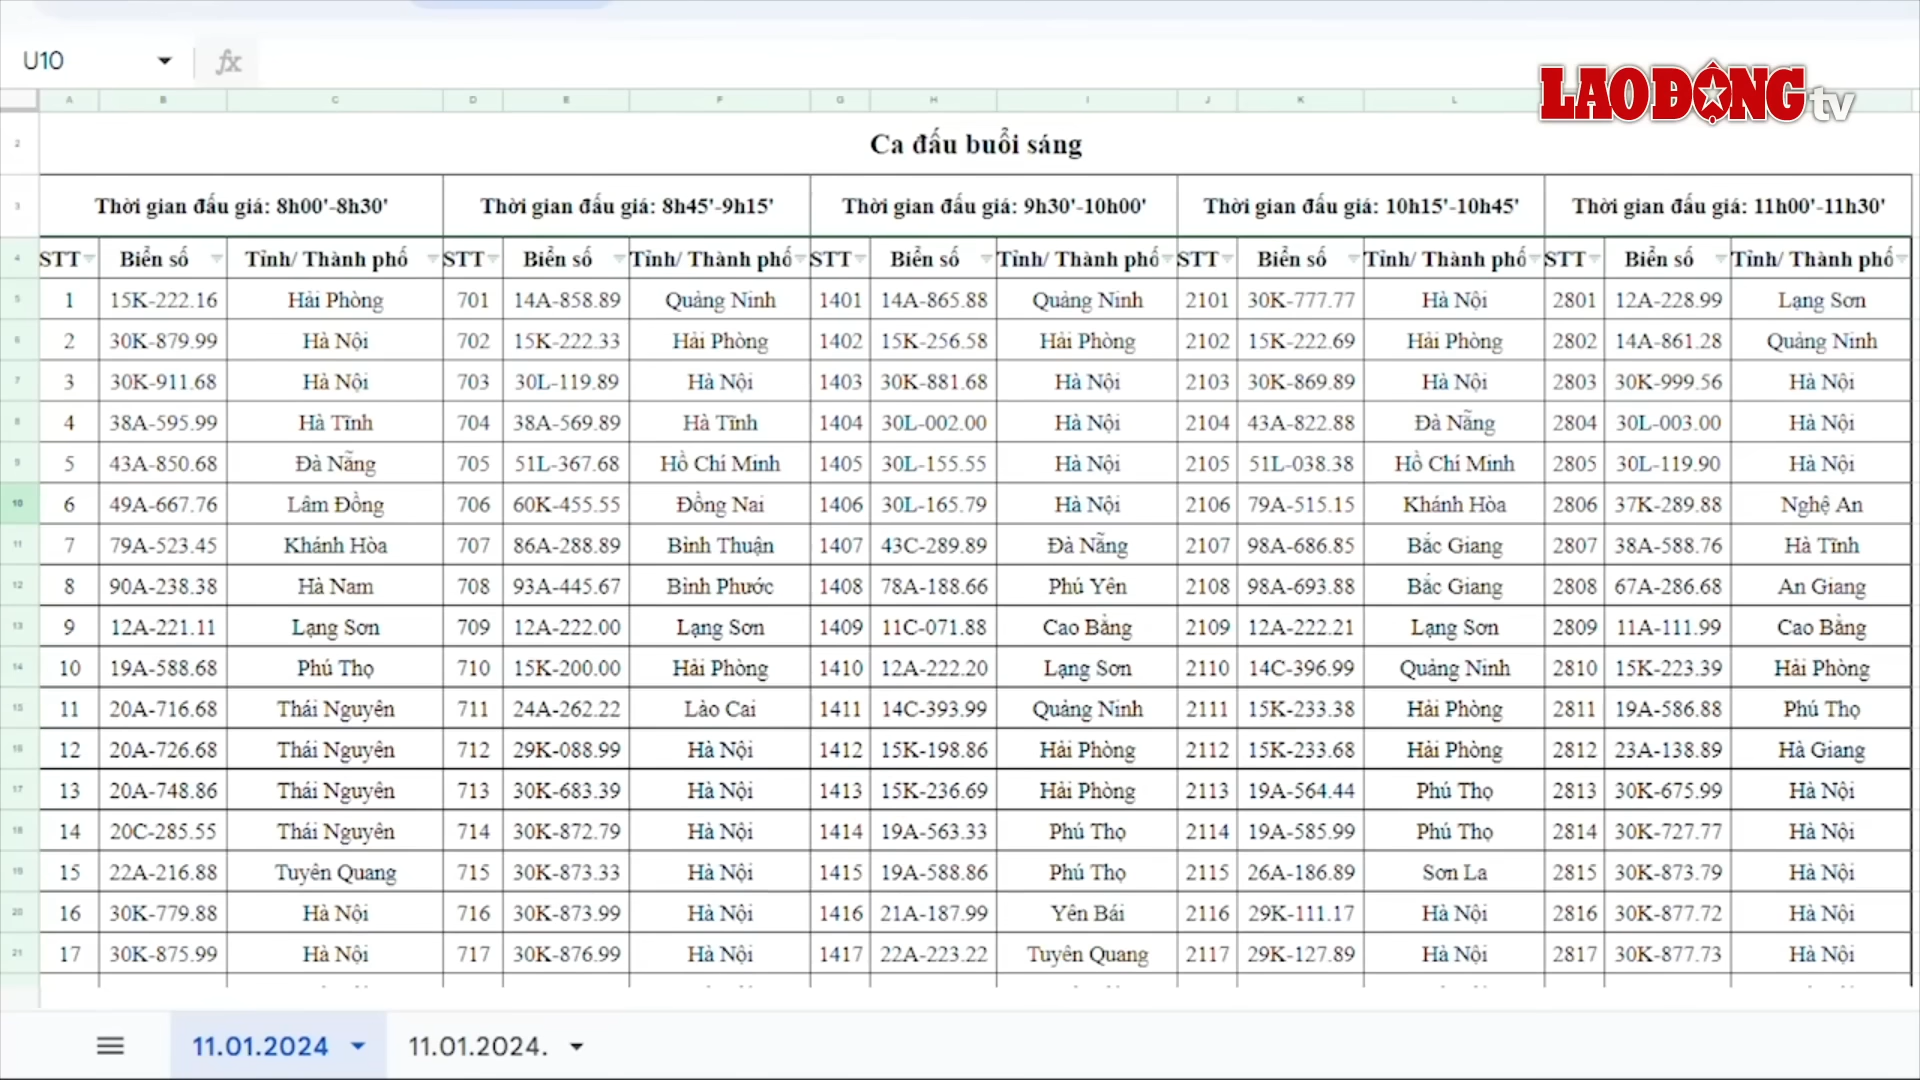 U10 fx
LAO ĐỘNG tv
A B C D E F G H I J K L
2 Ca đấu buổi sáng
3 Thời gian đấu giá: 8h00'-8h30' Thời gian đấu giá: 8h45'-9h15' Thời gian đấu giá: 9h30'-10h00' Thời gian đấu giá: 10h15'-10h45' Thời gian đấu giá: 11h00'-11h30'
4 STT Biển số Tỉnh/ Thành phố STT Biển số Tỉnh/ Thành phố STT Biển số Tỉnh/ Thành phố STT Biển số Tỉnh/ Thành phố STT Biển số Tỉnh/ Thành phố
5 1 15K-222.16 Hải Phòng 701 14A-858.89 Quảng Ninh 1401 14A-865.88 Quảng Ninh 2101 30K-777.77 Hà Nội 2801 12A-228.99 Lạng Sơn
6 2 30K-879.99 Hà Nội 702 15K-222.33 Hải Phòng 1402 15K-256.58 Hải Phòng 2102 15K-222.69 Hải Phòng 2802 14A-861.28 Quảng Ninh
7 3 30K-911.68 Hà Nội 703 30L-119.89 Hà Nội 1403 30K-881.68 Hà Nội 2103 30K-869.89 Hà Nội 2803 30K-999.56 Hà Nội
8 4 38A-595.99 Hà Tĩnh 704 38A-569.89 Hà Tĩnh 1404 30L-002.00 Hà Nội 2104 43A-822.88 Đà Nẵng 2804 30L-003.00 Hà Nội
9 5 43A-850.68 Đà Nẵng 705 51L-367.68 Hồ Chí Minh 1405 30L-155.55 Hà Nội 2105 51L-038.38 Hồ Chí Minh 2805 30L-119.90 Hà Nội
10 6 49A-667.76 Lâm Đồng 706 60K-455.55 Đồng Nai 1406 30L-165.79 Hà Nội 2106 79A-515.15 Khánh Hòa 2806 37K-289.88 Nghệ An
11 7 79A-523.45 Khánh Hòa 707 86A-288.89 Bình Thuận 1407 43C-289.89 Đà Nẵng 2107 98A-686.85 Bắc Giang 2807 38A-588.76 Hà Tĩnh
12 8 90A-238.38 Hà Nam 708 93A-445.67 Bình Phước 1408 78A-188.66 Phú Yên 2108 98A-693.88 Bắc Giang 2808 67A-286.68 An Giang
13 9 12A-221.11 Lạng Sơn 709 12A-222.00 Lạng Sơn 1409 11C-071.88 Cao Bằng 2109 12A-222.21 Lạng Sơn 2809 11A-111.99 Cao Bằng
14 10 19A-588.68 Phú Thọ 710 15K-200.00 Hải Phòng 1410 12A-222.20 Lạng Sơn 2110 14C-396.99 Quảng Ninh 2810 15K-223.39 Hải Phòng
15 11 20A-716.68 Thái Nguyên 711 24A-262.22 Lào Cai 1411 14C-393.99 Quảng Ninh 2111 15K-233.38 Hải Phòng 2811 19A-586.88 Phú Thọ
16 12 20A-726.68 Thái Nguyên 712 29K-088.99 Hà Nội 1412 15K-198.86 Hải Phòng 2112 15K-233.68 Hải Phòng 2812 23A-138.89 Hà Giang
17 13 20A-748.86 Thái Nguyên 713 30K-683.39 Hà Nội 1413 15K-236.69 Hải Phòng 2113 19A-564.44 Phú Thọ 2813 30K-675.99 Hà Nội
18 14 20C-285.55 Thái Nguyên 714 30K-872.79 Hà Nội 1414 19A-563.33 Phú Thọ 2114 19A-585.99 Phú Thọ 2814 30K-727.77 Hà Nội
19 15 22A-216.88 Tuyên Quang 715 30K-873.33 Hà Nội 1415 19A-588.86 Phú Thọ 2115 26A-186.89 Sơn La 2815 30K-873.79 Hà Nội
20 16 30K-779.88 Hà Nội 716 30K-873.99 Hà Nội 1416 21A-187.99 Yên Bái 2116 29K-111.17 Hà Nội 2816 30K-877.72 Hà Nội
21 17 30K-875.99 Hà Nội 717 30K-876.99 Hà Nội 1417 22A-223.22 Tuyên Quang 2117 29K-127.89 Hà Nội 2817 30K-877.73 Hà Nội
11.01.2024 11.01.2024.